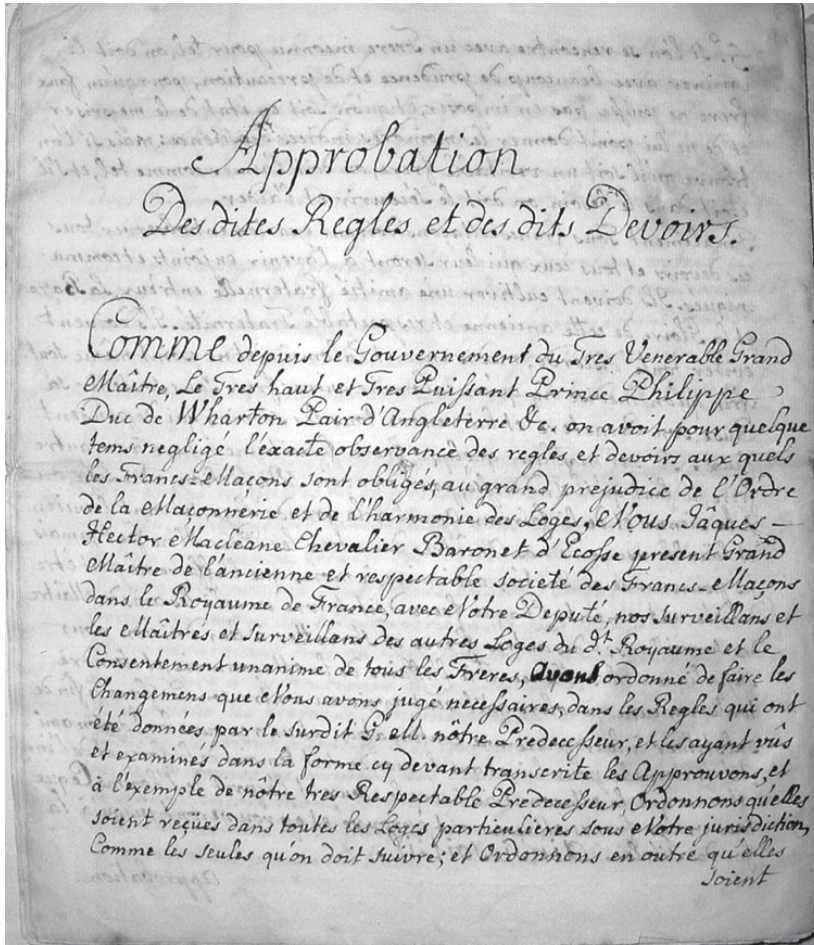 Approbation
Des dites Regles et des dits Devoirs.
Comme depuis le Gouvernement du Tres Venerable Grand
Maître, Le Tres haut et Tres Puissant Prince Philippe
Duc de Wharton Pair d'Angleterre &c. on avoit pour quelque
tems negligé l'exacte observance des regles et devoirs aux quels
les Francs-Maçons sont obligés, au grand prejudice de l'Ordre
de la Maçonnerie et de l'harmonie des Loges, Nous Jâques –
Hector Macleane Chevalier Baronet d'Ecosse present Grand
Maître de l'ancienne et respectable societé des Francs-Maçons
dans le Royaume de France, avec Notre Deputé, nos surveillans et
les Maîtres et surveillans des autres Loges du d.t Royaume et le
Consentement unanime de tous les Freres, avons ordonné de faire les
Changemens que Nous avons jugé necessaires, dans les Regles qui ont
été données par le surdit G. M. nôtre Predecesseur, et les ayant vûs
et examinés dans la forme cy devant transcrite les Approuvons, et
à l'exemple de nôtre tres Respectable Predecesseur, Ordonnons qu'elles
soient reçües dans toutes les Loges particulieres sous Notre jurisdiction,
Comme les seules qu'on doit suivre; et Ordonnons en outre qu'elles
soient